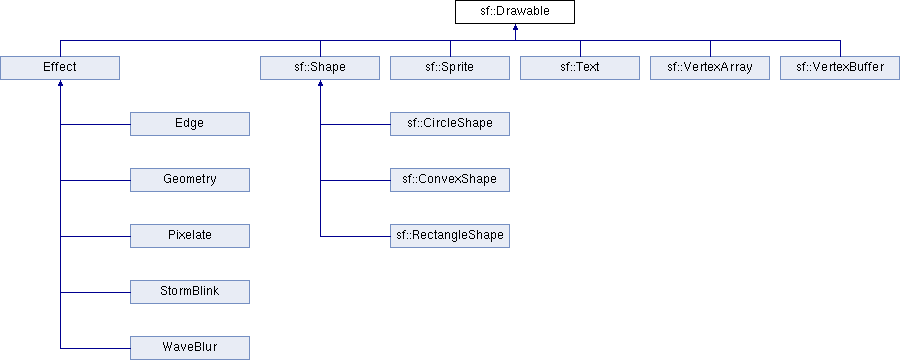 sf::Drawable
Effect
sf::Shape
sf::Sprite
sf::Text
sf::VertexArray
sf::VertexBuffer
Edge
sf::CircleShape
Geometry
sf::ConvexShape
Pixelate
sf::RectangleShape
StormBlink
WaveBlur